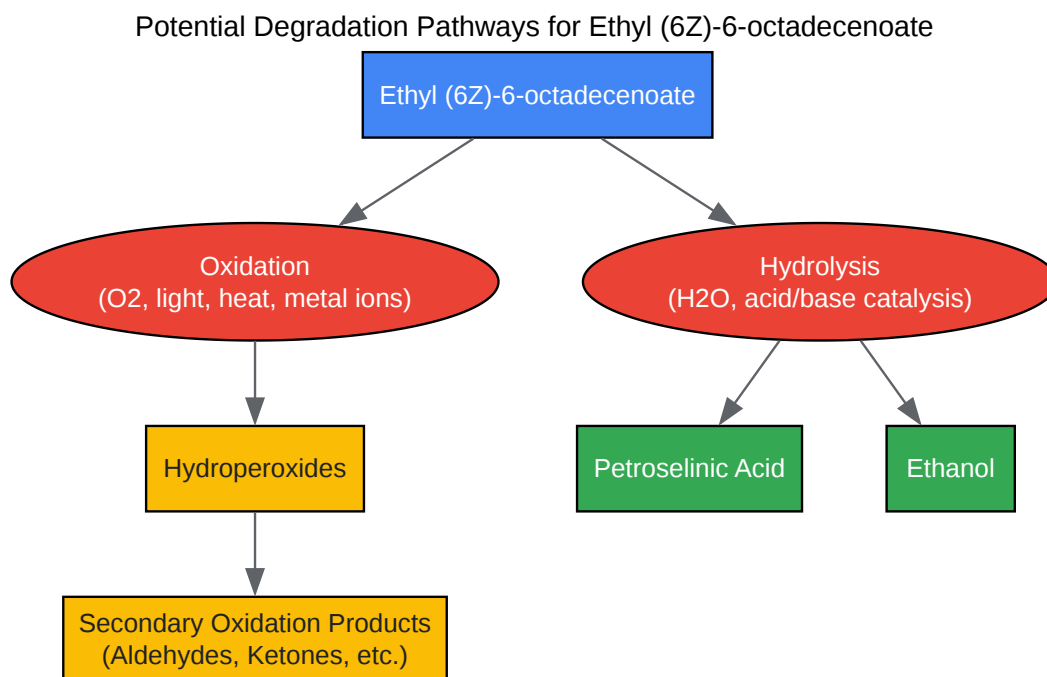 Potential Degradation Pathways for Ethyl (6Z)-6-octadecenoate
Ethyl (6Z)-6-octadecenoate
Oxidation
(O2, light, heat, metal ions)
Hydrolysis
(H2O, acid/base catalysis)
Hydroperoxides
Petroselinic Acid
Ethanol
Secondary Oxidation Products
(Aldehydes, Ketones, etc.)